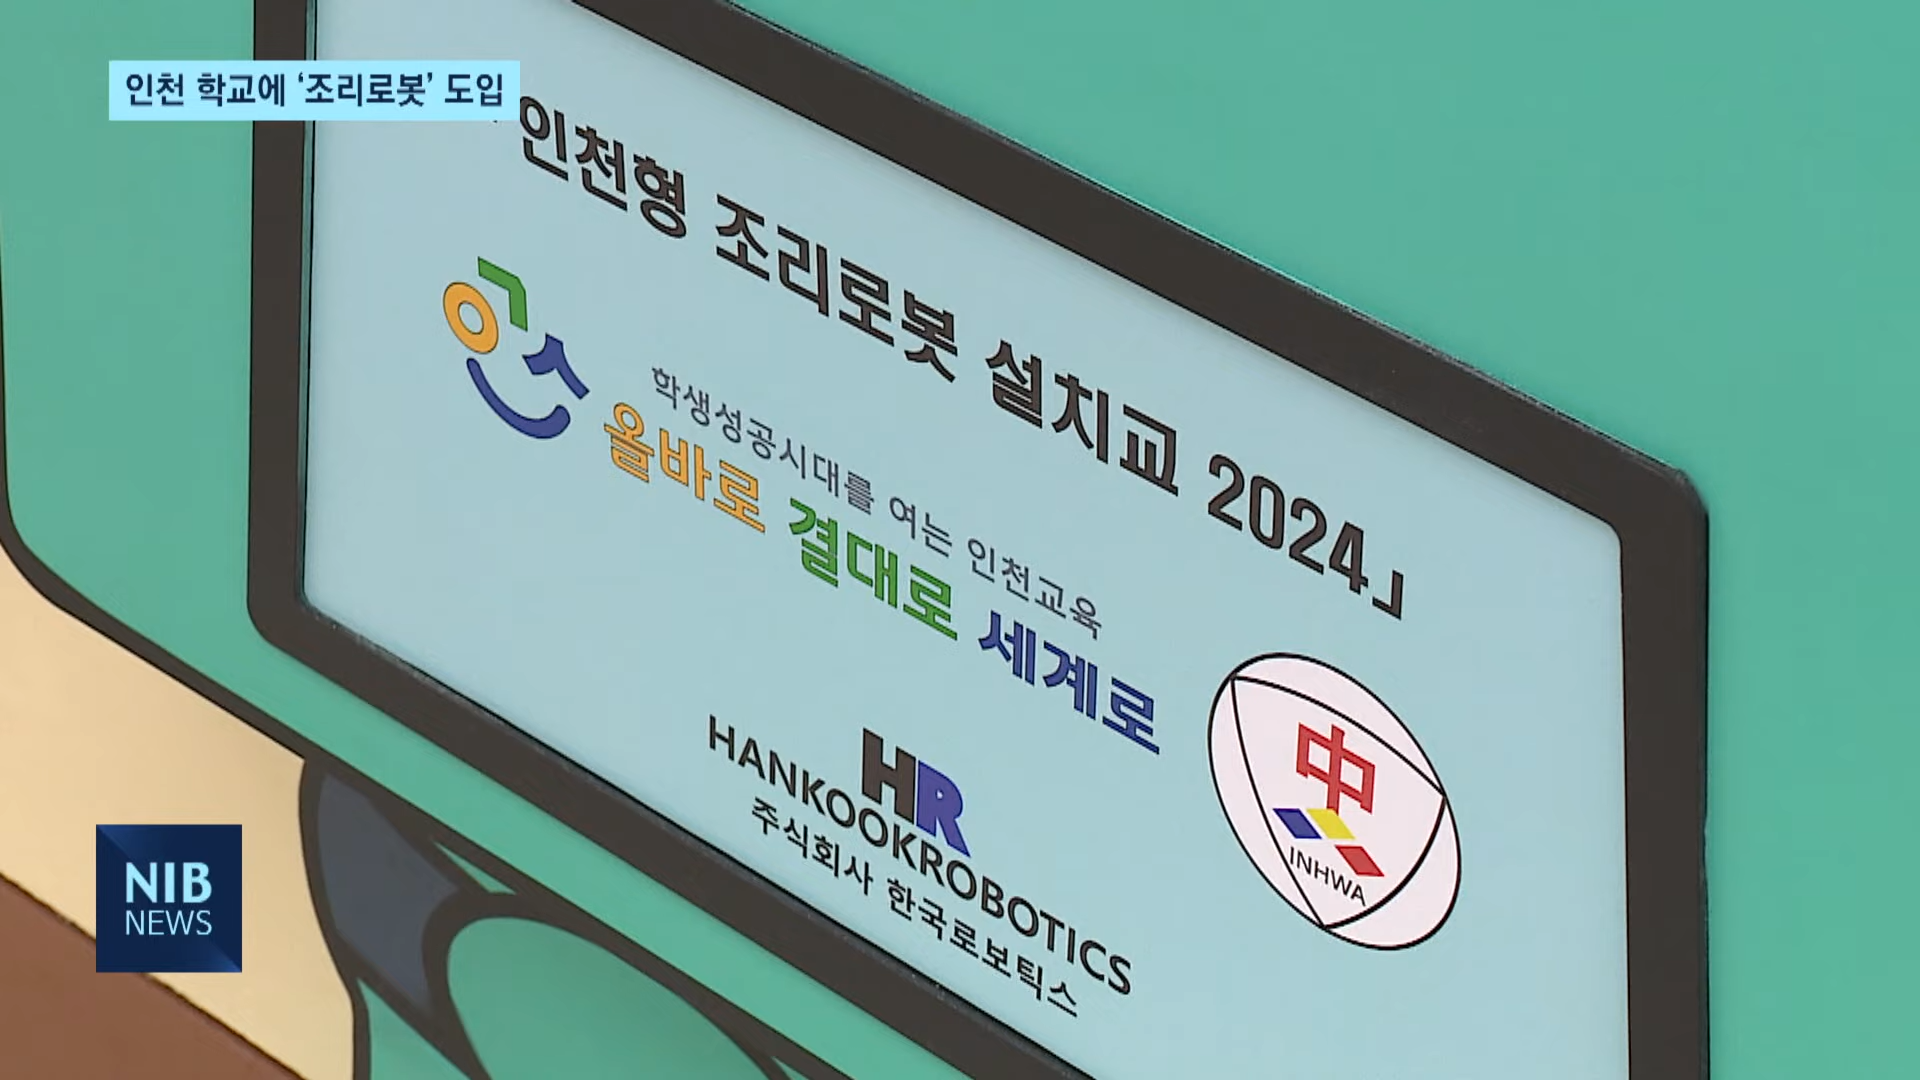 인천 학교에 ‘조리로봇’ 도입
「인천형 조리로봇 설치교 2024」
학생성공시대를 여는 인천교육
올바로 결대로 세계로
HR
HANKOOKROBOTICS
주식회사 한국로보틱스
中
INHWA
NIB
NEWS